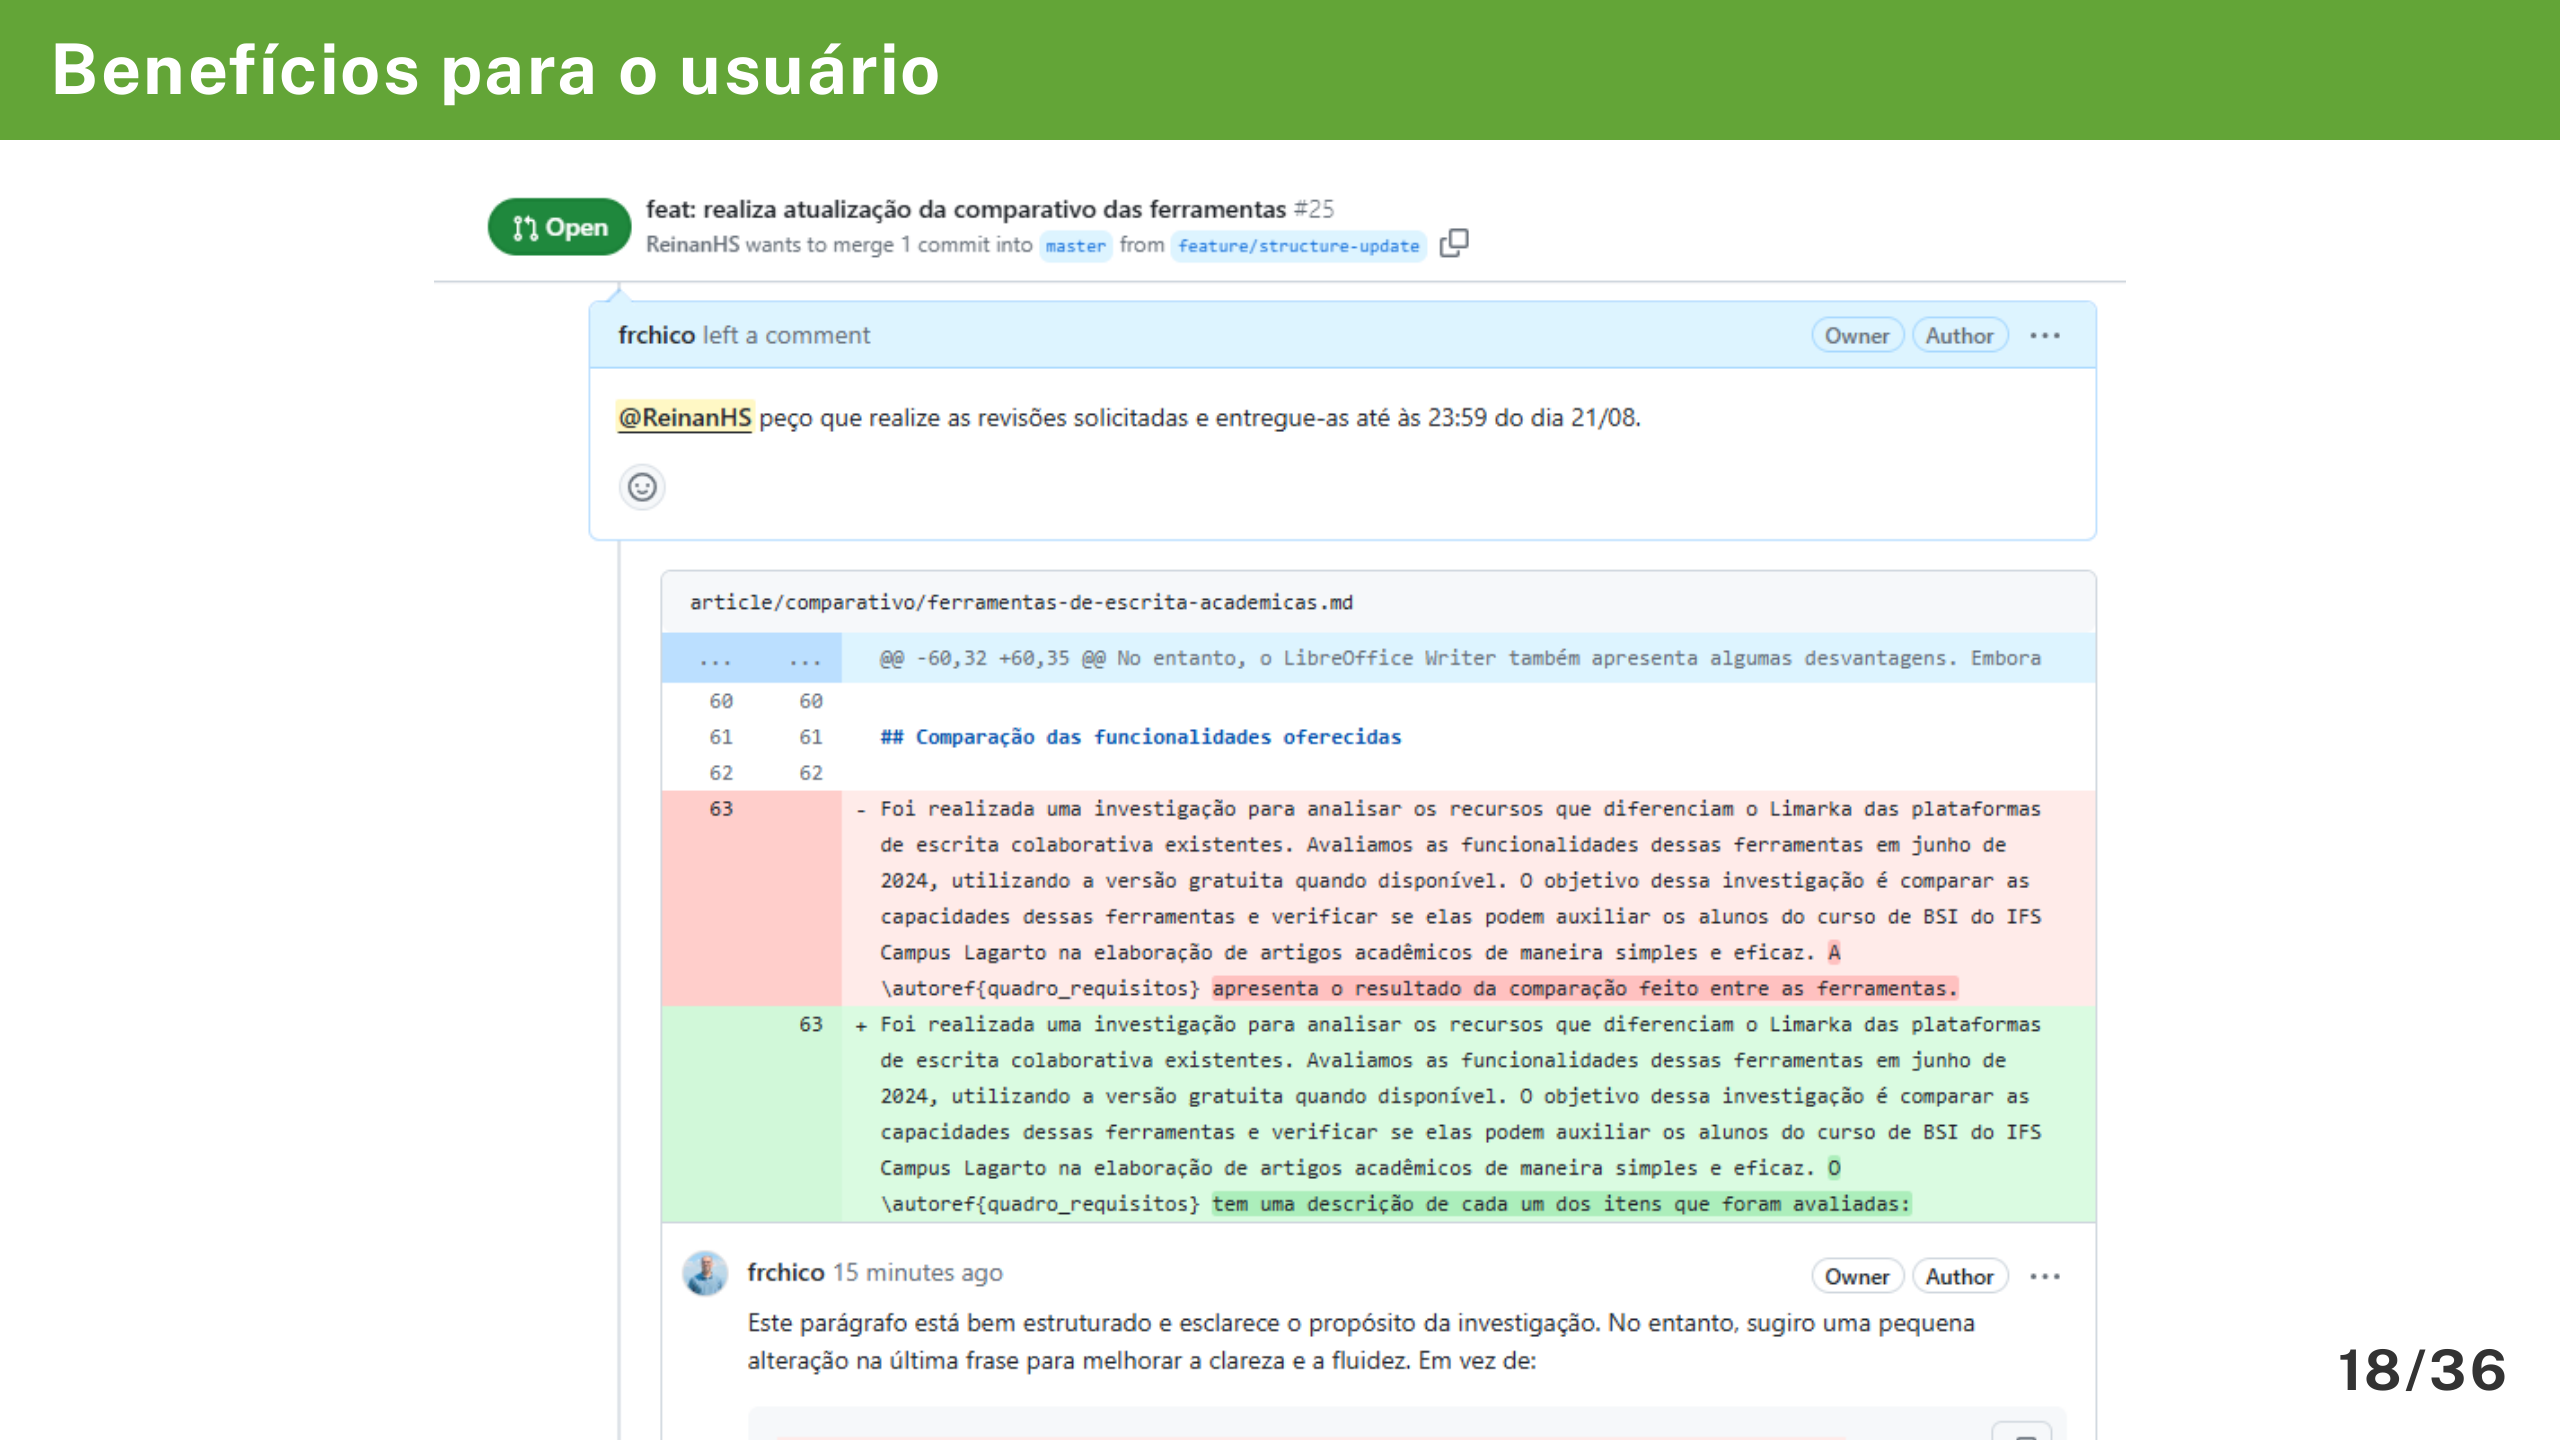 Benefícios para o usuário
Open
feat: realiza atualização da comparativo das ferramentas #25
ReinanHS wants to merge 1 commit into master from feature/structure-update
frchico left a comment
Owner Author ...
@ReinanHS peço que realize as revisões solicitadas e entregue-as até às 23:59 do dia 21/08.
article/comparativo/ferramentas-de-escrita-academicas.md
... ... @@ -60,32 +60,35 @@ No entanto, o LibreOffice Writer também apresenta algumas desvantagens. Embora
60 60
61 61 ## Comparação das funcionalidades oferecidas
62 62
63 - Foi realizada uma investigação para analisar os recursos que diferenciam o Limarka das plataformas
de escrita colaborativa existentes. Avaliamos as funcionalidades dessas ferramentas em junho de
2024, utilizando a versão gratuita quando disponível. O objetivo dessa investigação é comparar as
capacidades dessas ferramentas e verificar se elas podem auxiliar os alunos do curso de BSI do IFS
Campus Lagarto na elaboração de artigos acadêmicos de maneira simples e eficaz. A
\autoref{quadro_requisitos} apresenta o resultado da comparação feito entre as ferramentas.
63 + Foi realizada uma investigação para analisar os recursos que diferenciam o Limarka das plataformas
de escrita colaborativa existentes. Avaliamos as funcionalidades dessas ferramentas em junho de
2024, utilizando a versão gratuita quando disponível. O objetivo dessa investigação é comparar as
capacidades dessas ferramentas e verificar se elas podem auxiliar os alunos do curso de BSI do IFS
Campus Lagarto na elaboração de artigos acadêmicos de maneira simples e eficaz. O
\autoref{quadro_requisitos} tem uma descrição de cada um dos itens que foram avaliadas:
frchico 15 minutes ago
Owner Author ...
Este parágrafo está bem estruturado e esclarece o propósito da investigação. No entanto, sugiro uma pequena
alteração na última frase para melhorar a clareza e a fluidez. Em vez de:
18/36